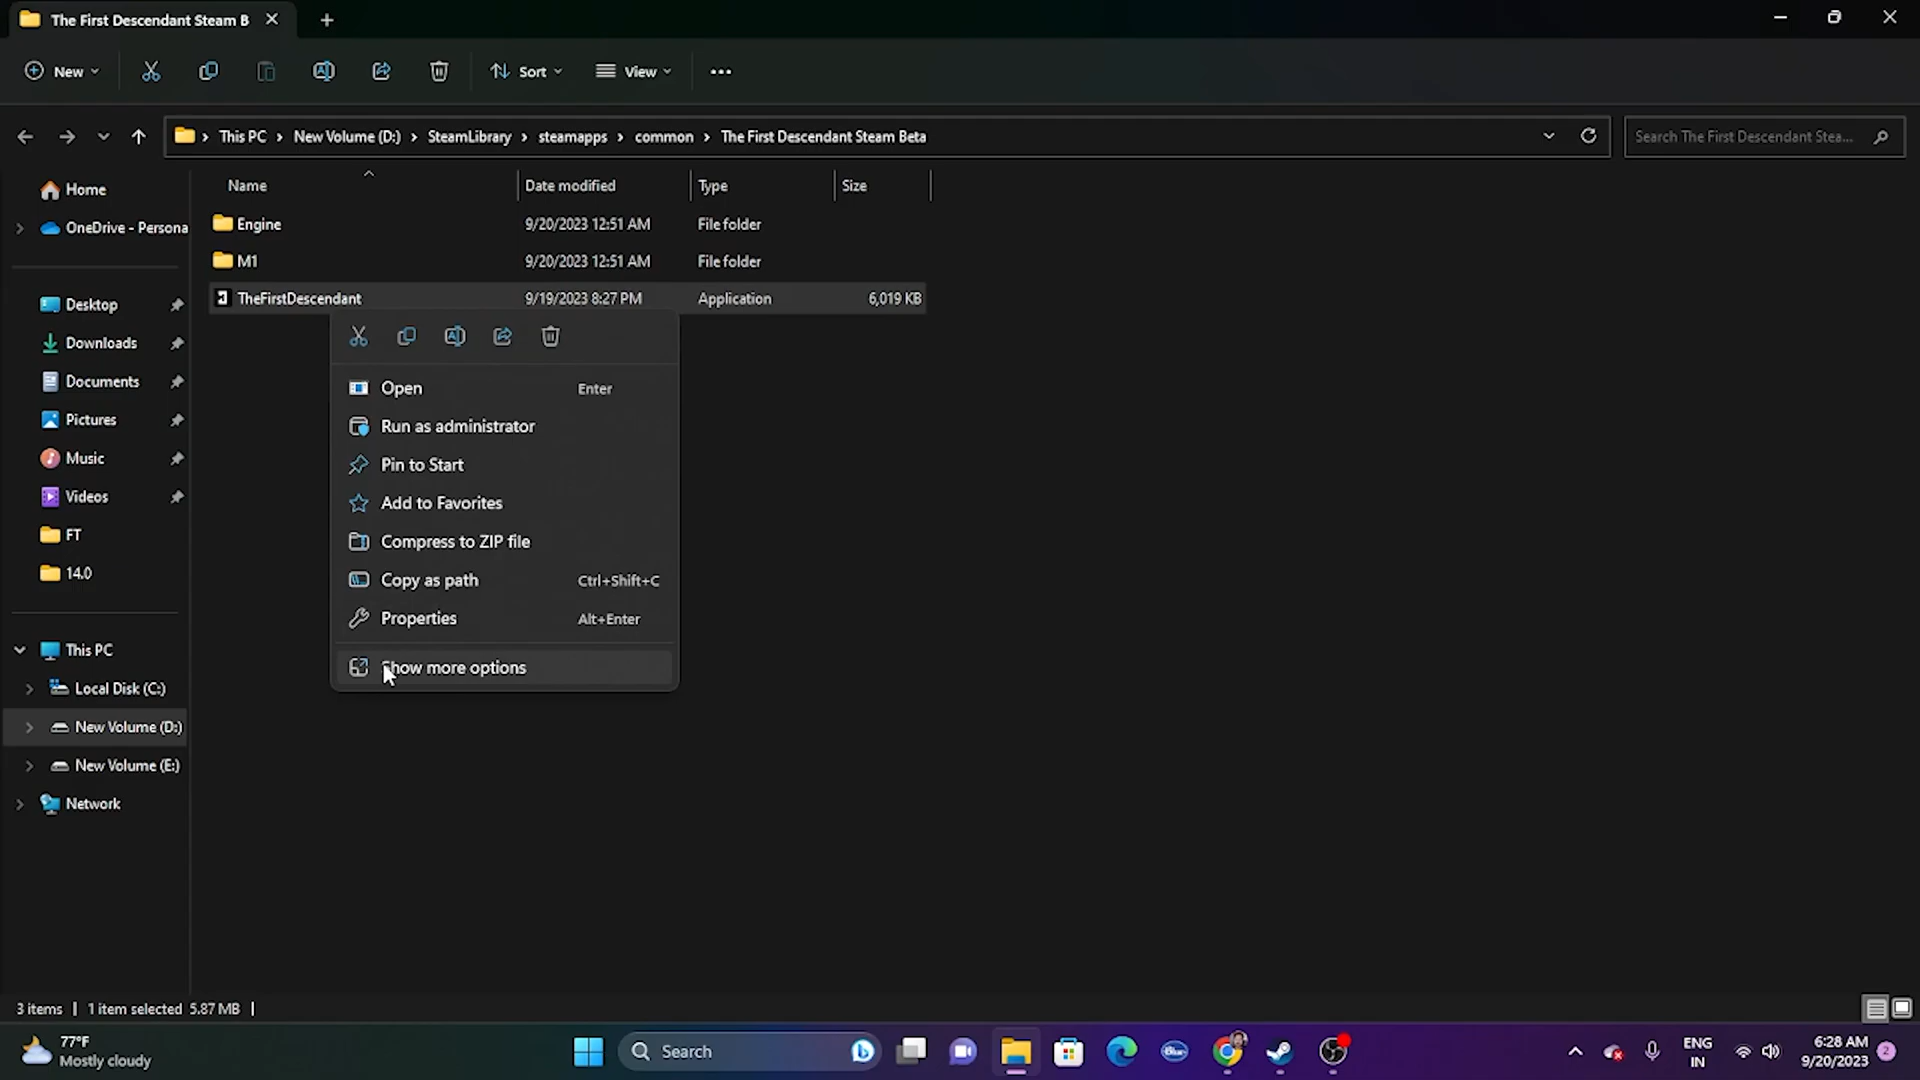 The First Descendant Steam B
New
Sort
View
This PC > New Volume (D:) > SteamLibrary > steamapps > common > The First Descendant Steam Beta
Search The First Descendant Stea...
Name Date modified Type Size
Engine 9/20/2023 12:51 AM File folder
M1 9/20/2023 12:51 AM File folder
TheFirstDescendant 9/19/2023 8:27 PM Application 6,019 KB
Home
OneDrive - Persona
Desktop
Downloads
Documents
Pictures
Music
Videos
FT
14.0
This PC
Local Disk (C:)
New Volume (D:)
New Volume (E:)
Network
Open Enter
Run as administrator
Pin to Start
Add to Favorites
Compress to ZIP file
Copy as path Ctrl+Shift+C
Properties Alt+Enter
Show more options
3 items | 1 item selected 5.87 MB |
77°F
Mostly cloudy
Search
ENG
IN
6:28 AM
9/20/2023
2